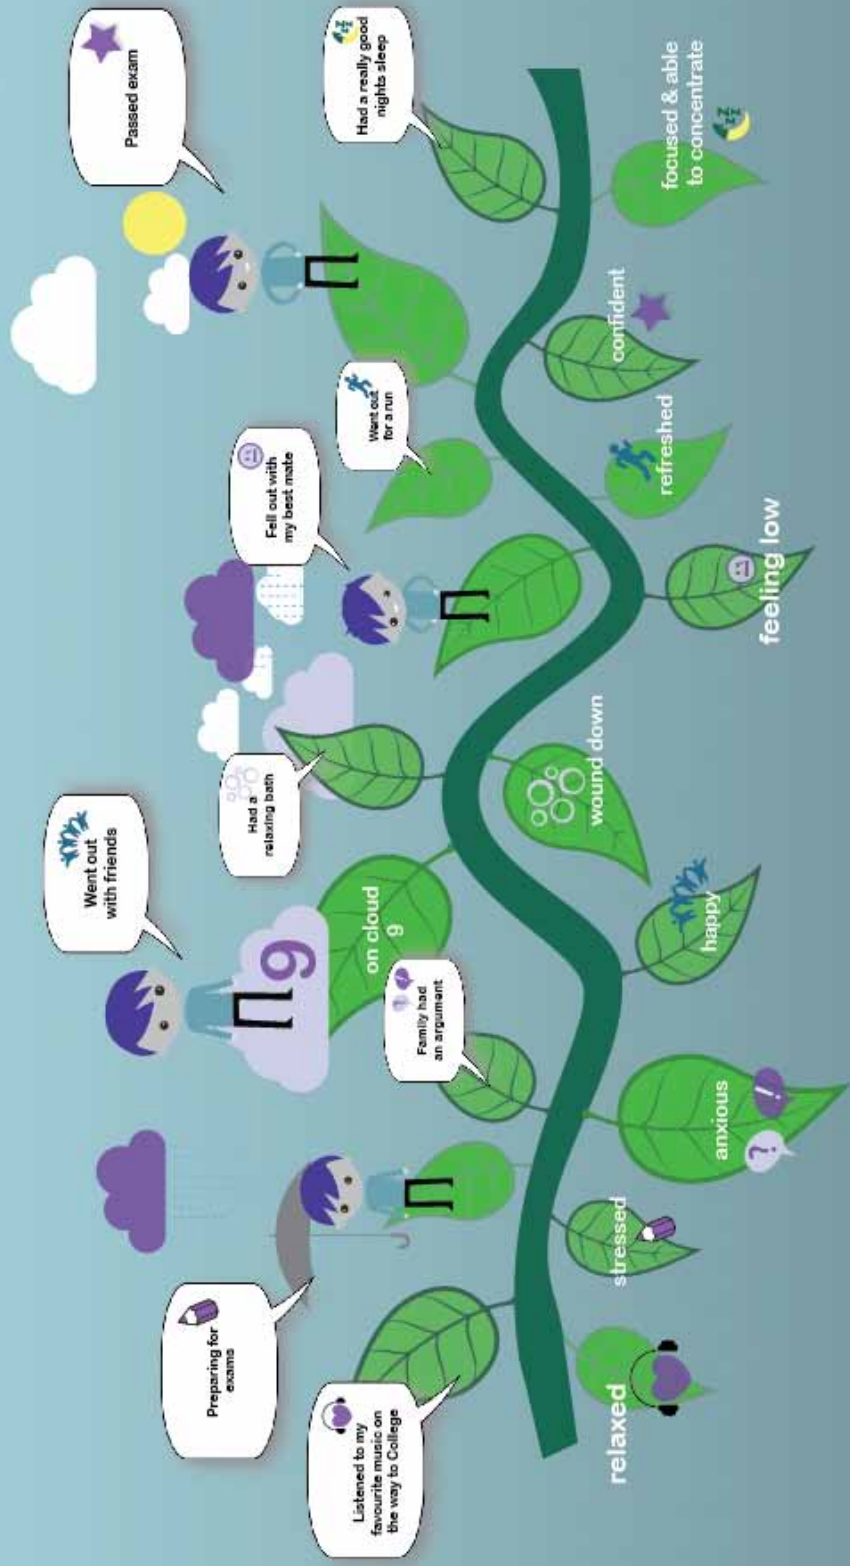 Listened to my
favourite music on
the way to College
Preparing for
exams
Family had
an argument
Went out
with friends
on cloud
9
9
Had a
relaxing bath
Fell out with
my best mate
Went out
for a run
Passed exam
Had a really good
nights sleep
relaxed
stressed
anxious
?
!
happy
wound down
feeling low
refreshed
confident
focused & able
to concentrate
zzz